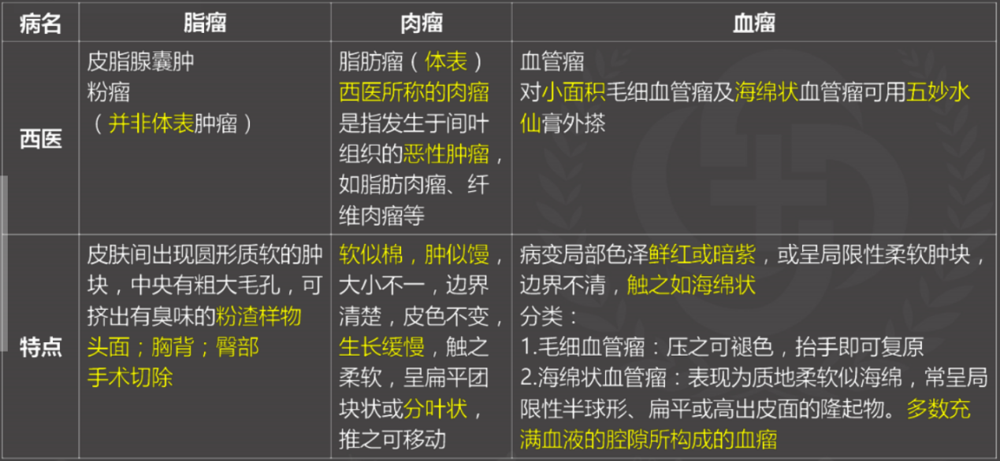 病名
脂瘤
肉瘤
血瘤
西医
皮脂腺囊肿
粉瘤
（并非体表肿瘤）
脂肪瘤（体表）
西医所称的肉瘤
是指发生于间叶
组织的恶性肿瘤，
如脂肪肉瘤、纤
维肉瘤等
血管瘤
对小面积毛细血管瘤及海绵状血管瘤可用五妙水
仙膏外搽
特点
皮肤间出现圆形质软的肿
块，中央有粗大毛孔，可
挤出有臭味的粉渣样物
头面；胸背；臀部
手术切除
软似棉，肿似馒，
大小不一，边界
清楚，皮色不变，
生长缓慢，触之
柔软，呈扁平团
块状或分叶状，
推之可移动
病变局部色泽鲜红或暗紫，或呈局限性柔软肿块，
边界不清，触之如海绵状
分类：
1.毛细血管瘤：压之可褪色，抬手即可复原
2.海绵状血管瘤：表现为质地柔软似海绵，常呈局
限性半球形、扁平或高出皮面的隆起物。多数充
满血液的腔隙所构成的血瘤